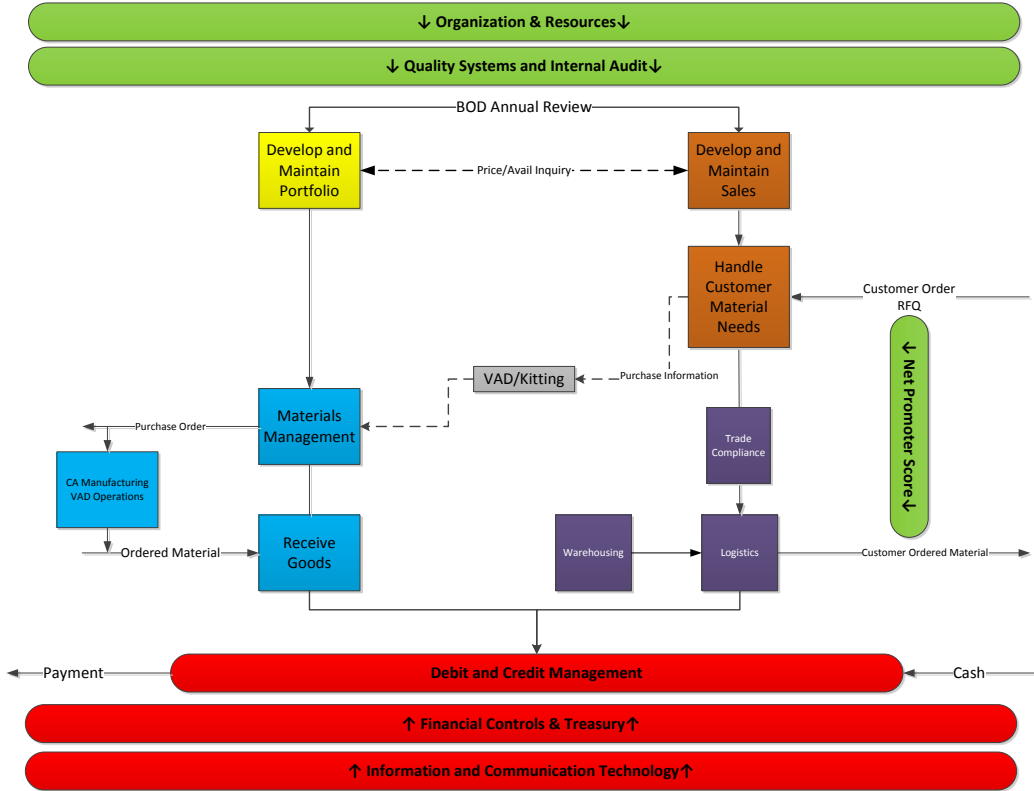 ↓ Organization & Resources↓
↓ Quality Systems and Internal Audit↓
BOD Annual Review
Develop and
Maintain
Portfolio
Price/Avail Inquiry
Develop and
Maintain
Sales
Handle
Customer
Material
Needs
Customer Order
RFQ
↓ Net Promoter Score↓
VAD/Kitting
Purchase Information
Materials
Management
Purchase Order
Trade
Compliance
CA Manufacturing
VAD Operations
Ordered Material
Receive
Goods
Warehousing
Logistics
Customer Ordered Material
Payment
Debit and Credit Management
Cash
↑ Financial Controls & Treasury↑
↑ Information and Communication Technology↑